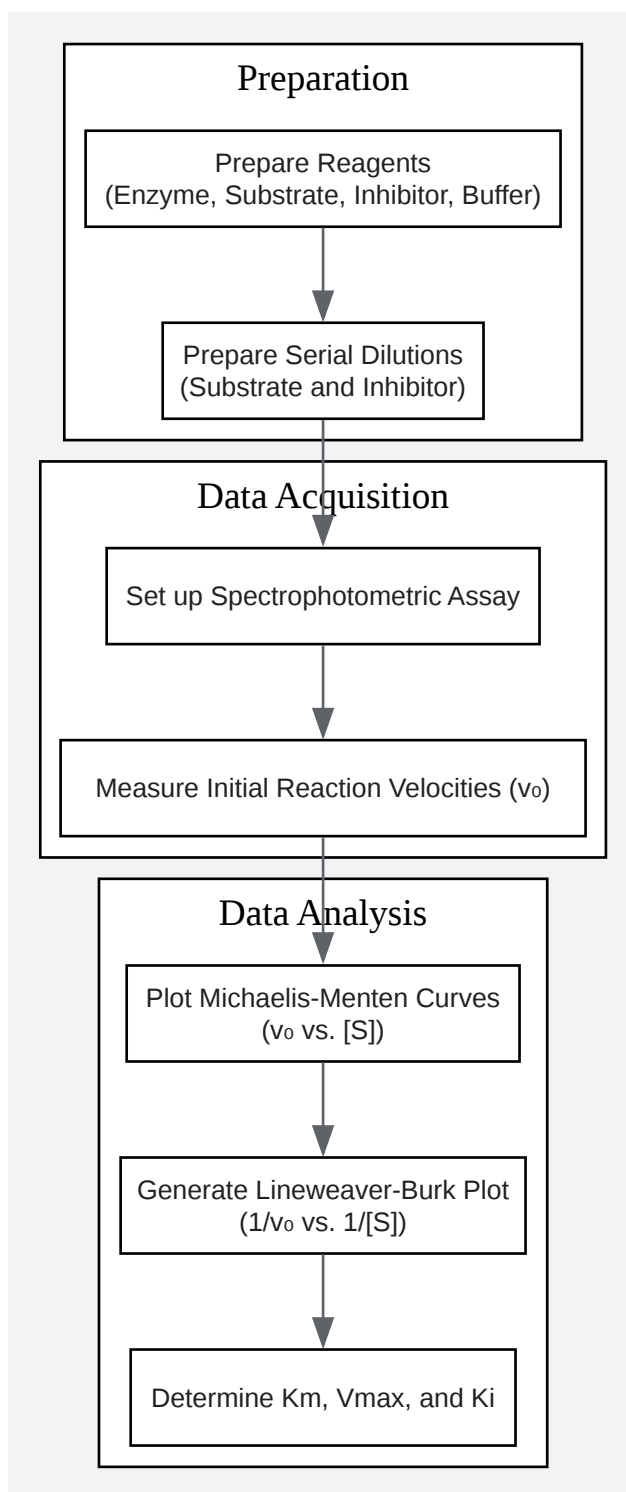 Preparation
Prepare Reagents
(Enzyme, Substrate, Inhibitor, Buffer)
Prepare Serial Dilutions
(Substrate and Inhibitor)
Data Acquisition
Set up Spectrophotometric Assay
Measure Initial Reaction Velocities (v₀)
Data Analysis
Plot Michaelis-Menten Curves
(v₀ vs. [S])
Generate Lineweaver-Burk Plot
(1/v₀ vs. 1/[S])
Determine Km, Vmax, and Ki